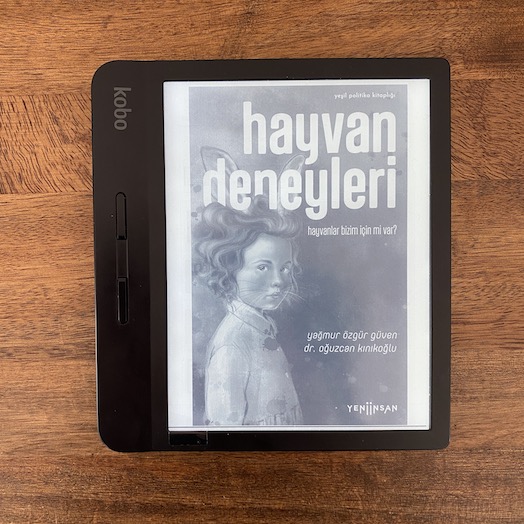 kobo
yeşil politika kitaplığı
hayvan
deneyleri
hayvanlar bizim için mi var?
yağmur özgür güven
dr. oğuzcan kınıkoğlu
YENİİNSAN